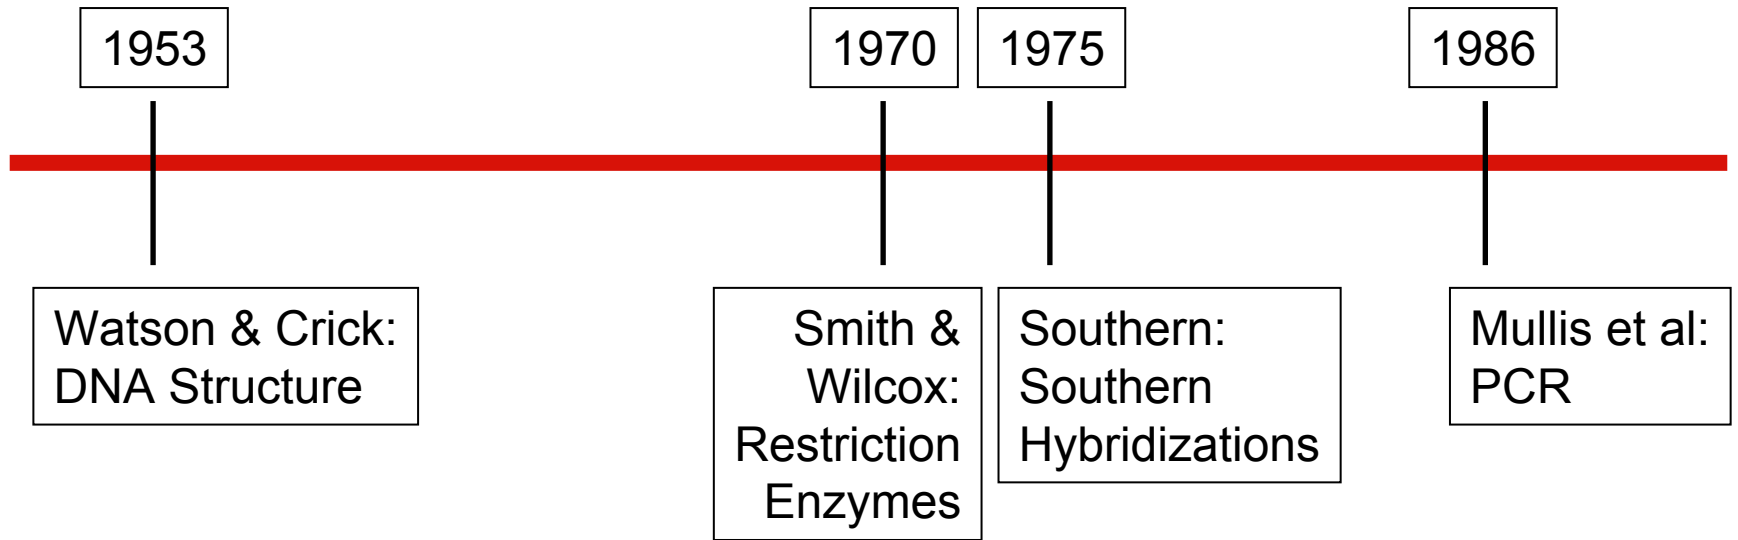 1953
1970
1975
1986
Watson & Crick:
DNA Structure
Smith &
Wilcox:
Restriction
Enzymes
Southern:
Southern
Hybridizations
Mullis et al:
PCR